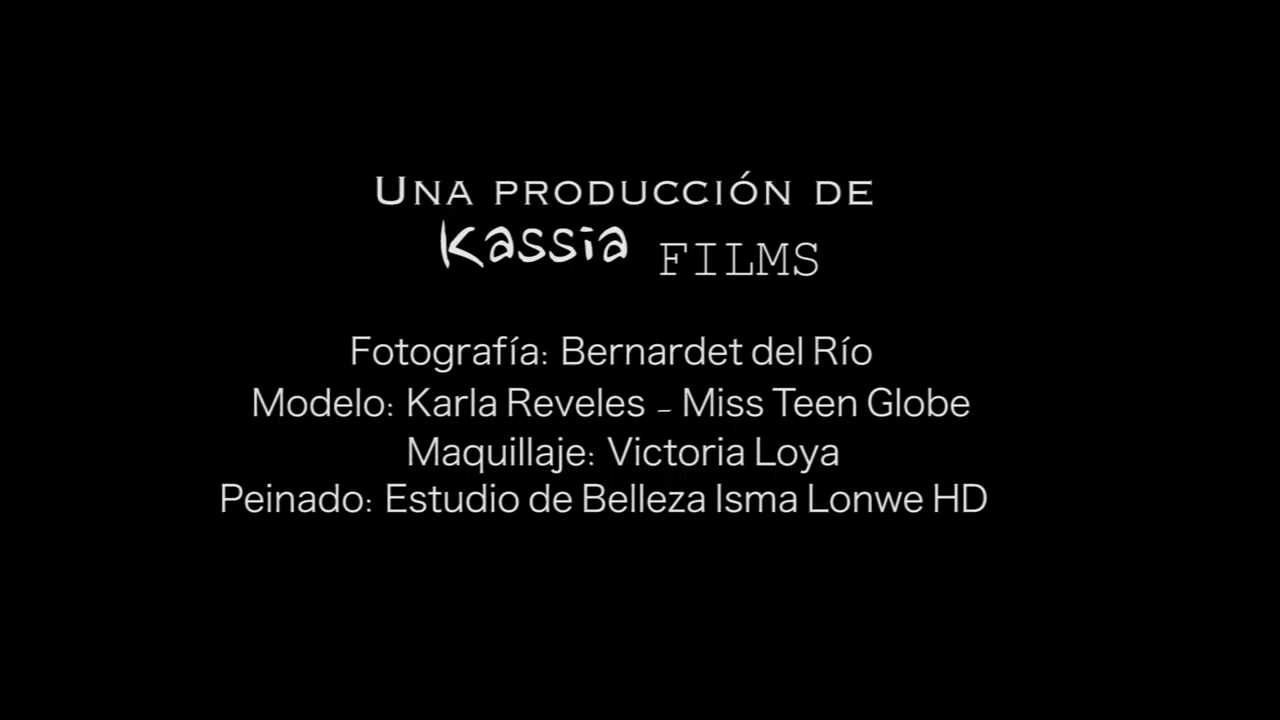 UNA PRODUCCIÓN DE
Kassia FILMS
Fotografía: Bernardet del Río
Modelo: Karla Reveles - Miss Teen Globe
Maquillaje: Victoria Loya
Peinado: Estudio de Belleza Isma Lonwe HD